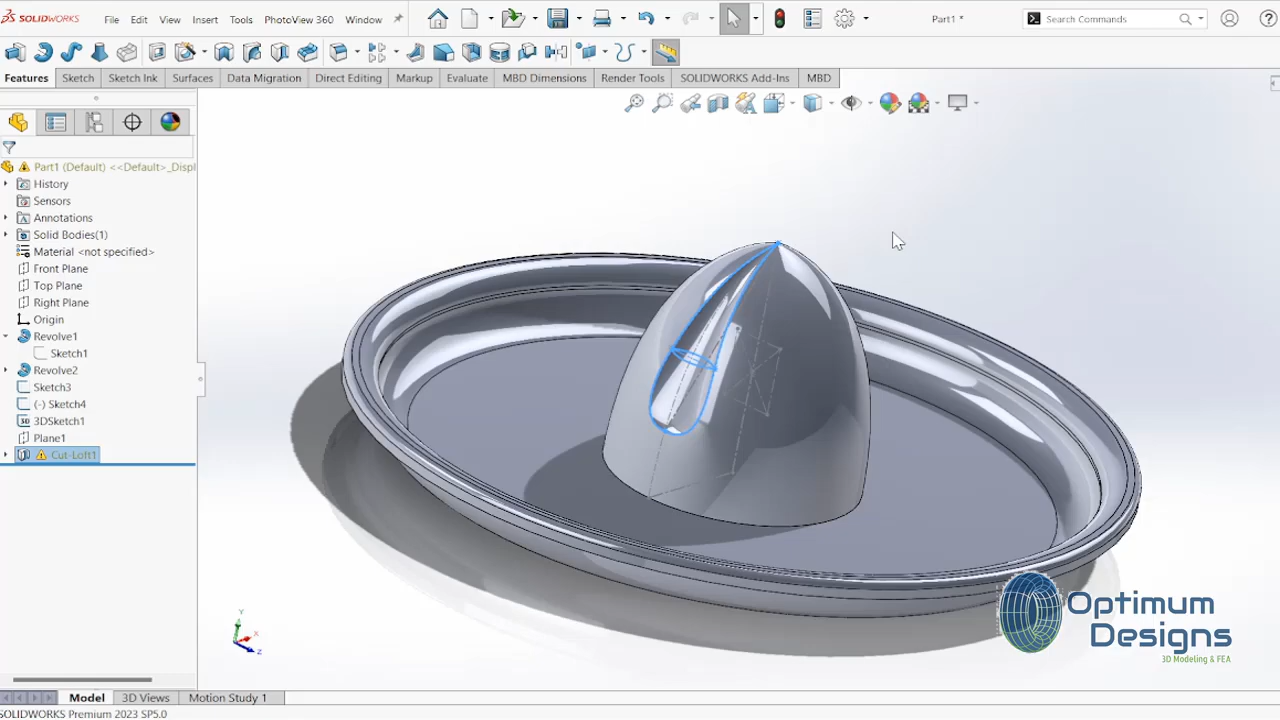 SOLIDWORKS
File Edit View Insert Tools PhotoView 360 Window
Part1 *
Search Commands
Features Sketch Sketch Ink Surfaces Data Migration Direct Editing Markup Evaluate MBD Dimensions Render Tools SOLIDWORKS Add-Ins MBD
Part1 (Default) <<Default>_Displ
History
Sensors
Annotations
Solid Bodies(1)
Material <not specified>
Front Plane
Top Plane
Right Plane
Origin
Revolve1
Sketch1
Revolve2
Sketch3
(-) Sketch4
3DSketch1
Plane1
Cut-Loft1
Y
X
Z
Optimum
Designs
3D Modeling & FEA
Model 3D Views Motion Study 1
SOLIDWORKS Premium 2023 SP5.0